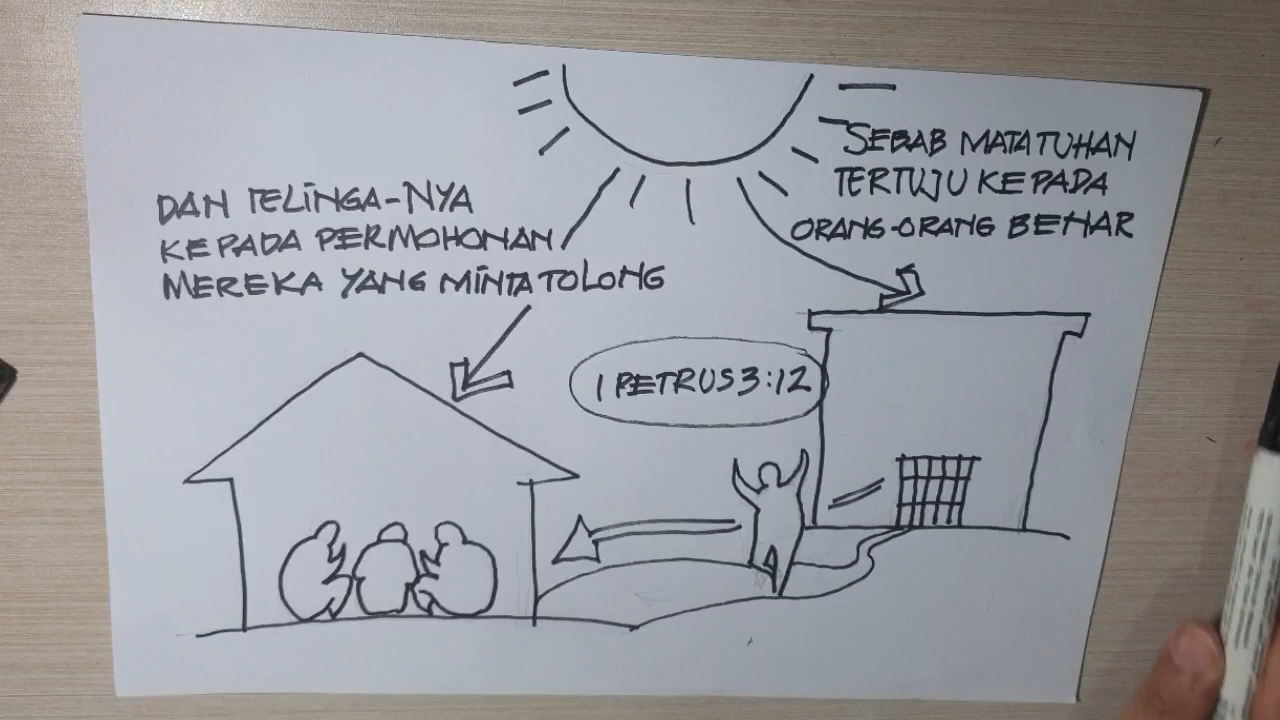 SEBAB MATA TUHAN
TERTUJU KEPADA
ORANG-ORANG BENAR
DAN TELINGA-NYA
KEPADA PERMOHONAN
MEREKA YANG MINTA TOLONG
1 PETRUS 3:12